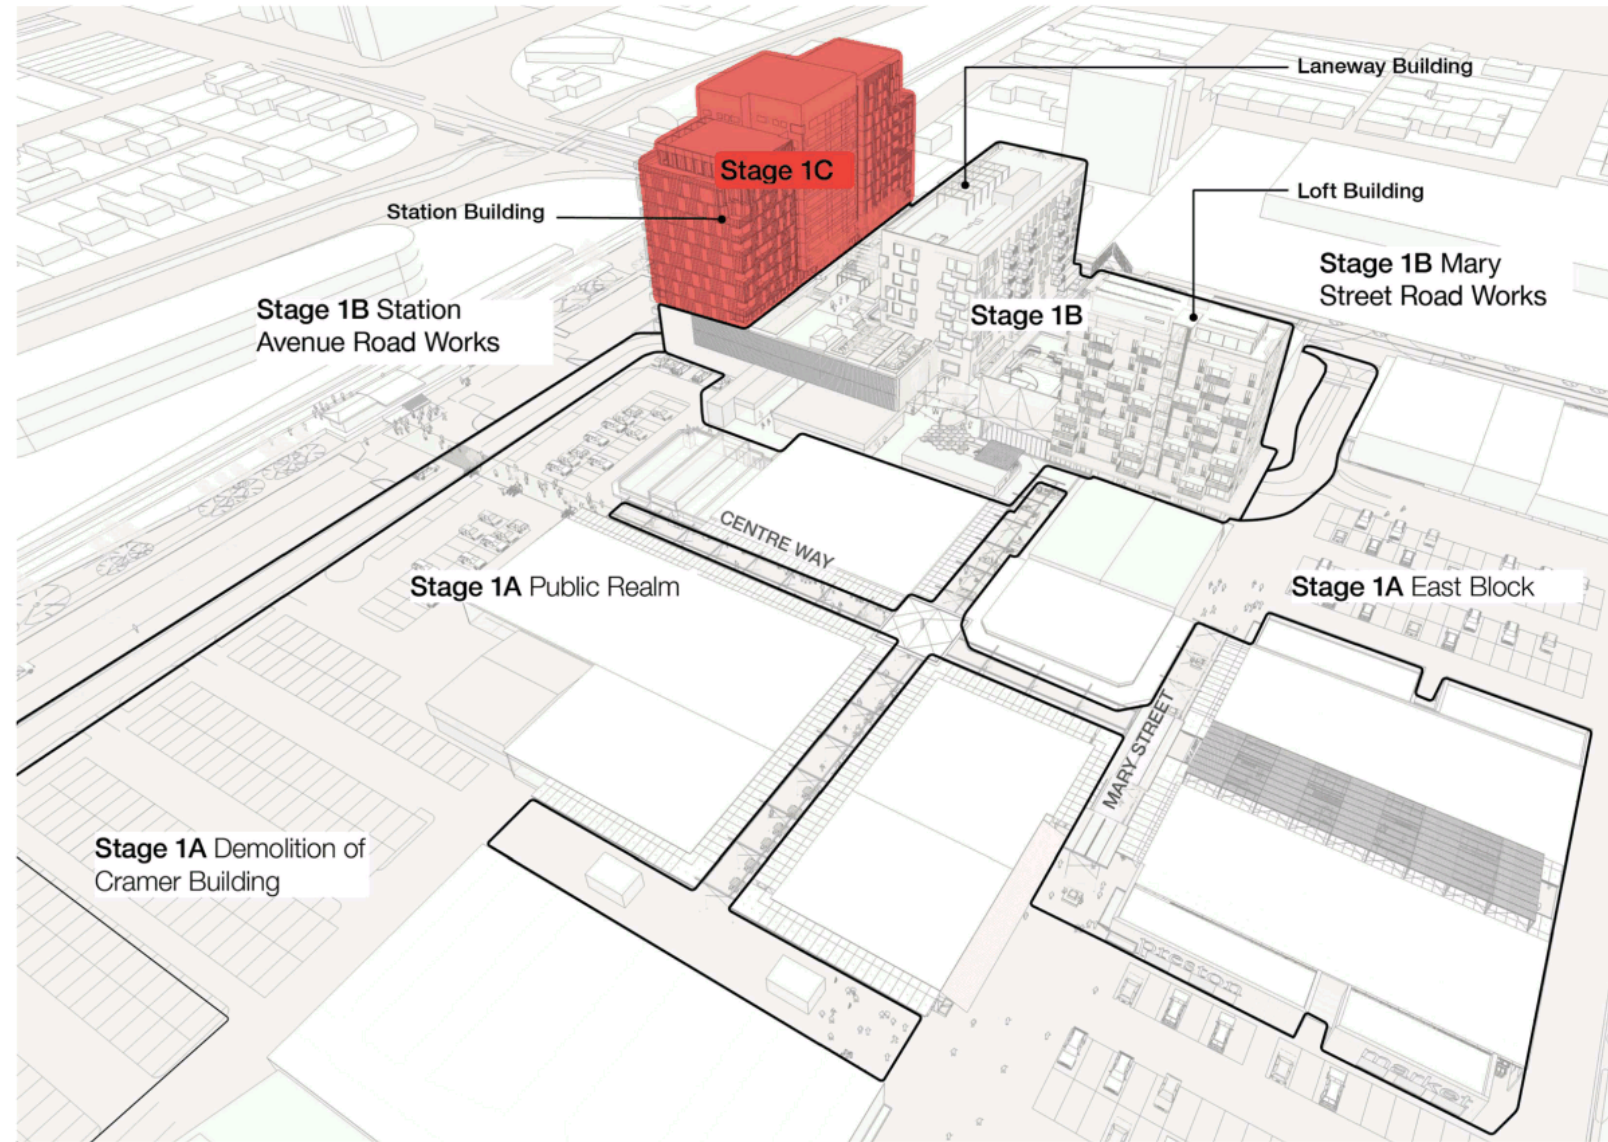 Laneway Building
Stage 1C
Loft Building
Station Building
Stage 1B Mary
Street Road Works
Stage 1B Station
Avenue Road Works
Stage 1B
CENTRE WAY
Stage 1A Public Realm
Stage 1A East Block
MARY STREET
Stage 1A Demolition of
Cramer Building
preston
market